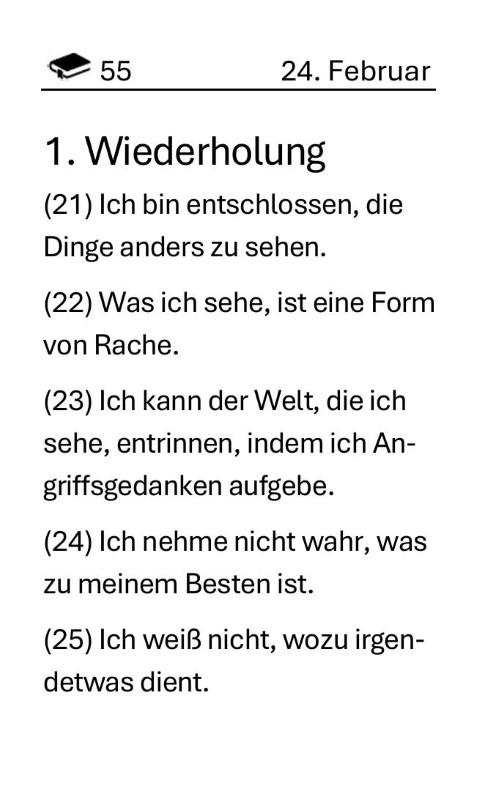 55 24. Februar
1. Wiederholung
(21) Ich bin entschlossen, die
Dinge anders zu sehen.
(22) Was ich sehe, ist eine Form
von Rache.
(23) Ich kann der Welt, die ich
sehe, entrinnen, indem ich An-
griffsgedanken aufgebe.
(24) Ich nehme nicht wahr, was
zu meinem Besten ist.
(25) Ich weiß nicht, wozu irgen-
detwas dient.